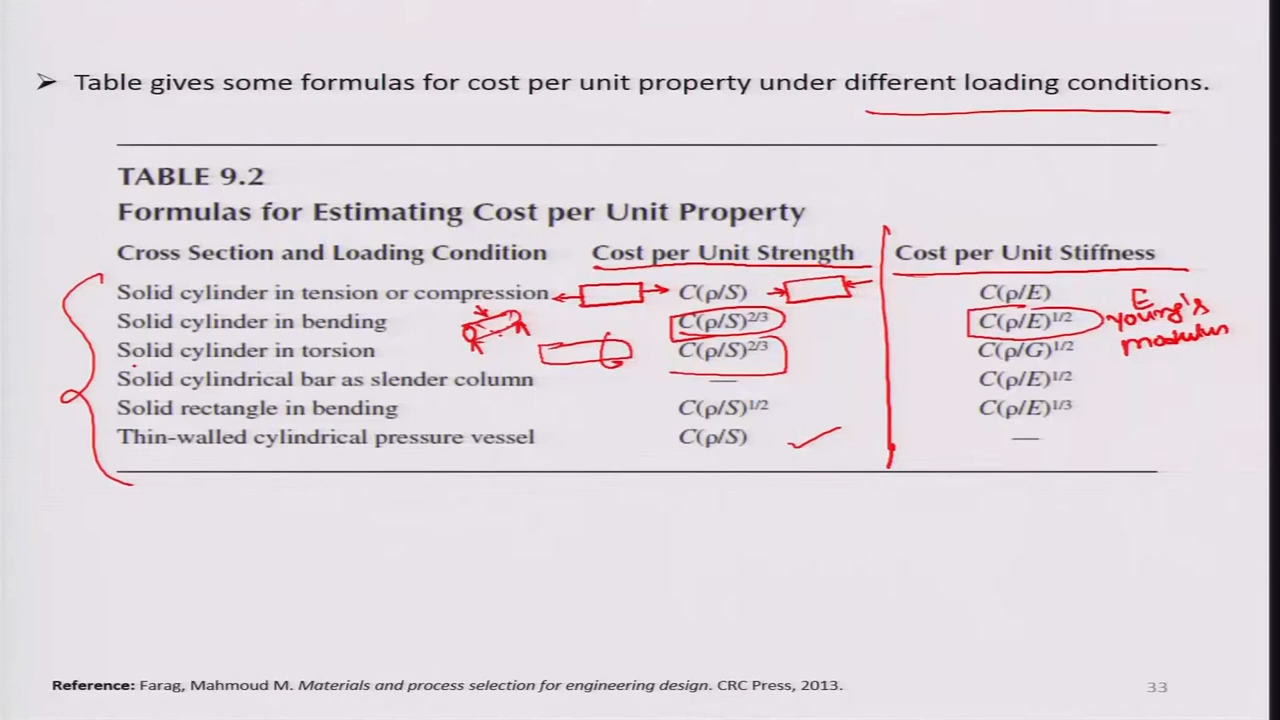 ➢ Table gives some formulas for cost per unit property under different loading conditions.
TABLE 9.2
Formulas for Estimating Cost per Unit Property
Cross Section and Loading Condition Cost per Unit Strength Cost per Unit Stiffness
Solid cylinder in tension or compression C(ρ/S) C(ρ/E)
Solid cylinder in bending C(ρ/S)2/3 C(ρ/E)1/2
Solid cylinder in torsion C(ρ/S)2/3 C(ρ/G)1/2
Solid cylindrical bar as slender column — C(ρ/E)1/2
Solid rectangle in bending C(ρ/S)1/2 C(ρ/E)1/3
Thin-walled cylindrical pressure vessel C(ρ/S) —
E
young's
modulus
Reference: Farag, Mahmoud M. Materials and process selection for engineering design. CRC Press, 2013.
33